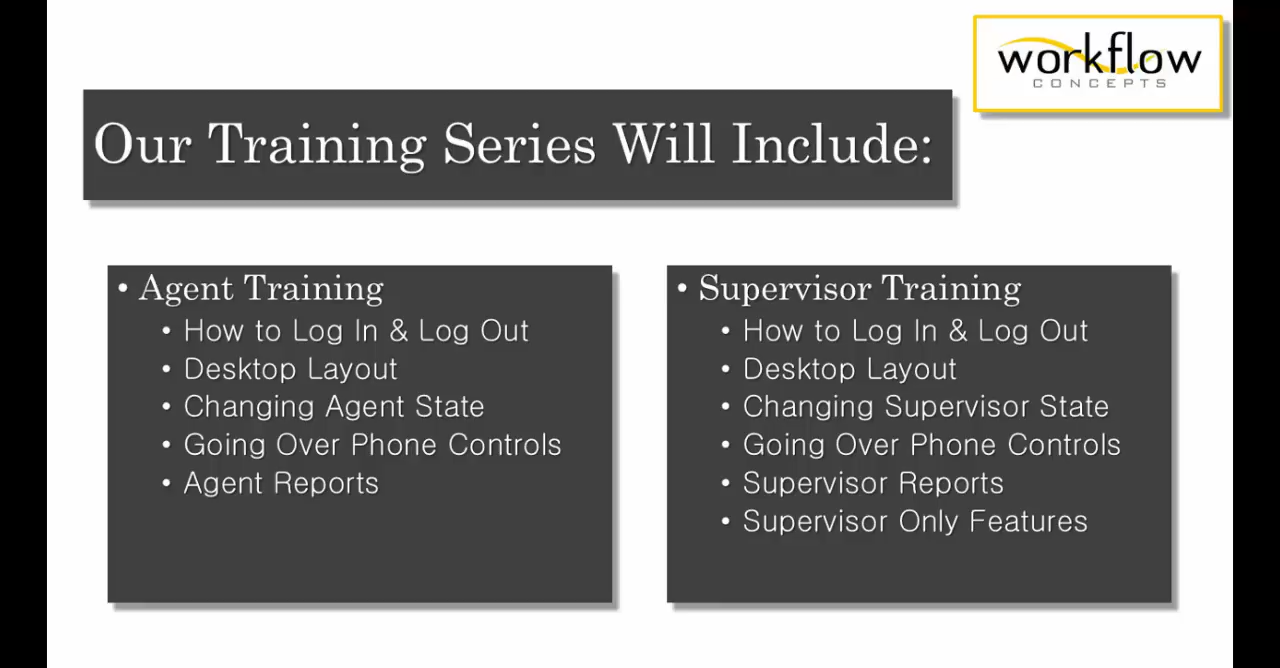 workflow
CONCEPTS
Our Training Series Will Include:
• Agent Training
• How to Log In & Log Out
• Desktop Layout
• Changing Agent State
• Going Over Phone Controls
• Agent Reports
• Supervisor Training
• How to Log In & Log Out
• Desktop Layout
• Changing Supervisor State
• Going Over Phone Controls
• Supervisor Reports
• Supervisor Only Features